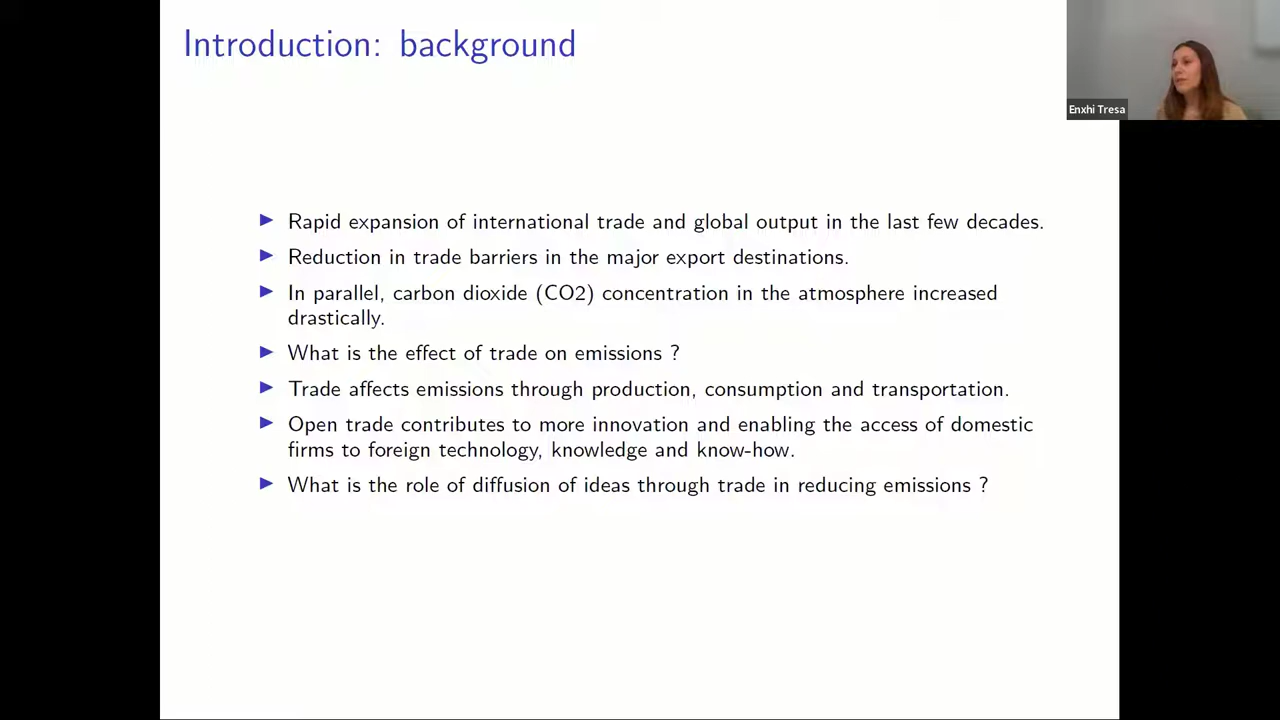 Introduction: background
Enxhi Tresa
▶ Rapid expansion of international trade and global output in the last few decades.
▶ Reduction in trade barriers in the major export destinations.
▶ In parallel, carbon dioxide (CO2) concentration in the atmosphere increased
drastically.
▶ What is the effect of trade on emissions ?
▶ Trade affects emissions through production, consumption and transportation.
▶ Open trade contributes to more innovation and enabling the access of domestic
firms to foreign technology, knowledge and know-how.
▶ What is the role of diffusion of ideas through trade in reducing emissions ?